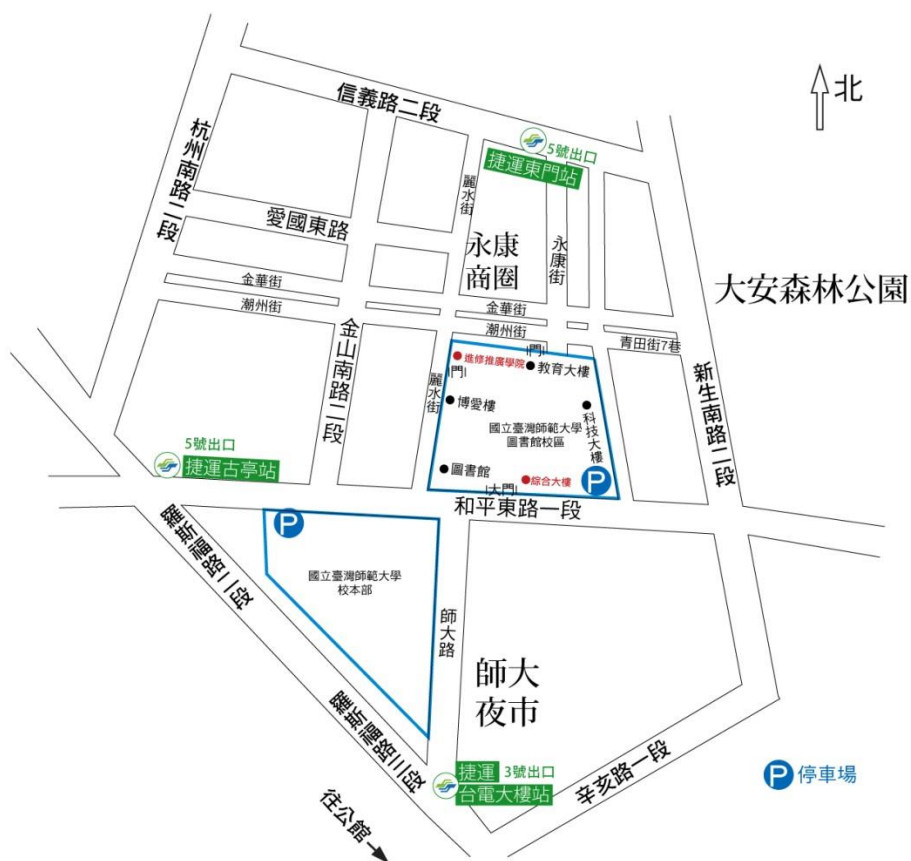 北
信義路二段
5號出口
捷運東門站
杭州南路二段
麗水街
愛國東路
永康
商圈
永康街
金華街
金華街
大安森林公園
潮州街
潮州街
青田街7巷
金山南路二段
門
進修推廣學院
教育大樓
門
麗水街
博愛樓
新生南路二段
國立臺灣師範大學
圖書館校區
科技大樓
5號出口
捷運古亭站
圖書館
綜合大樓
P
大門
和平東路一段
羅斯福路二段
P
國立臺灣師範大學
校本部
師大路
師大
夜市
羅斯福路三段
捷運 3號出口
台電大樓站
辛亥路一段
P 停車場
往公館